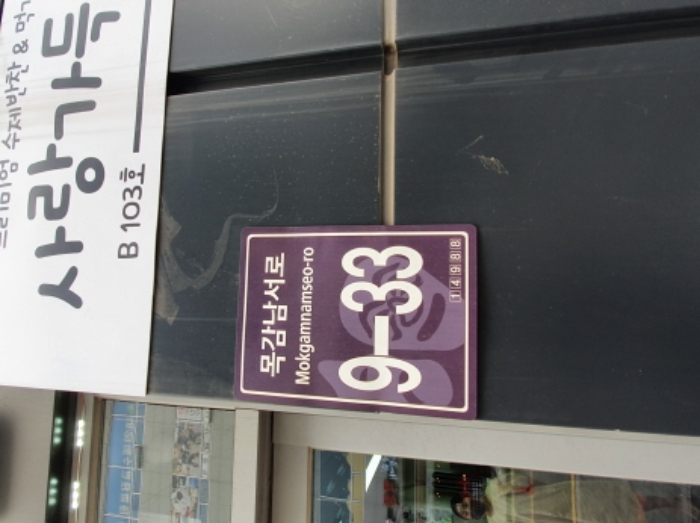 프리미엄 수제반찬 & 먹거
사랑가득
B 103호
목감남서로
Mokgamnamseo-ro
9-33
14988